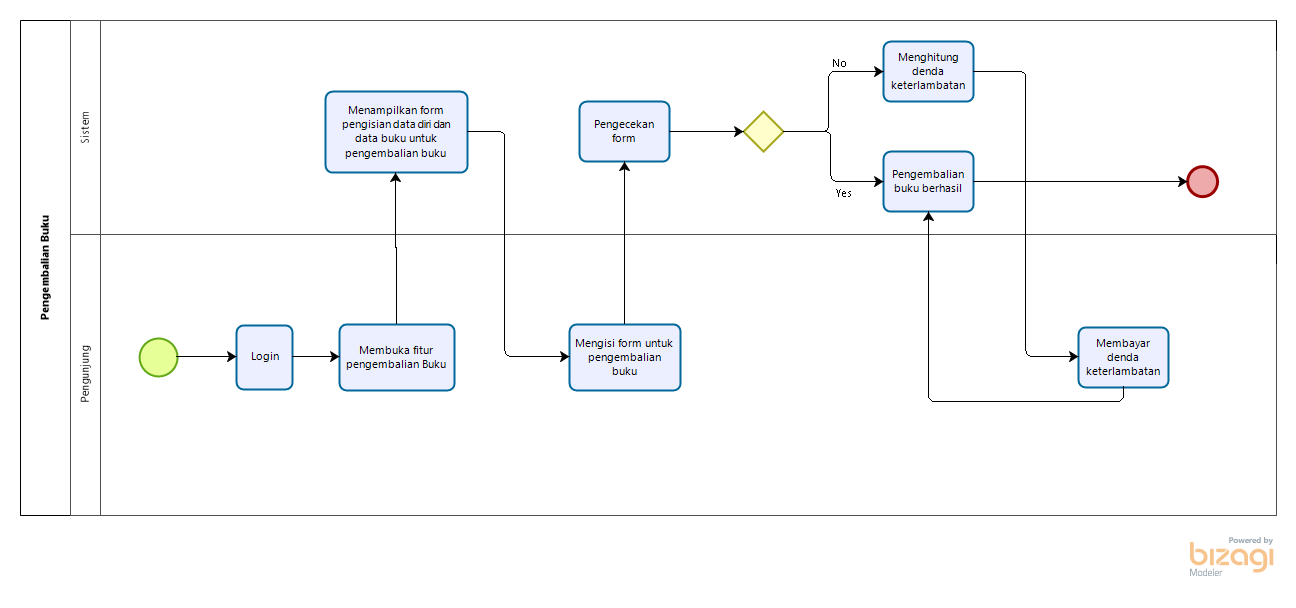 Pengembalian Buku
Sistem
Pengunjung
Menampilkan form
pengisian data diri dan
data buku untuk
pengembalian buku
Pengecekan
form
No
Yes
Menghitung
denda
keterlambatan
Pengembalian
buku berhasil
Login
Membuka fitur
pengembalian Buku
Mengisi form untuk
pengembalian
buku
Membayar
denda
keterlambatan
Powered by
bizagi
Modeler